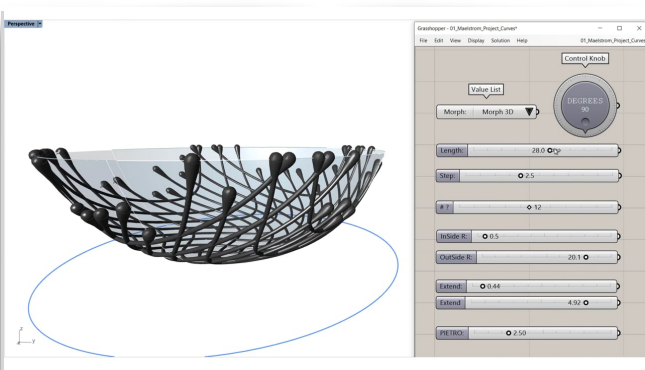 Perspective
Grasshopper - 01_Maelstrom_Project_Curves*
File Edit View Display Solution Help 01_Maelstrom_Project_Curves
Control Knob
Value List
DEGREES
90
Morph: Morph 3D
Length: 28.0
Step: 2.5
# ? 12
InSide R: 0.5
OutSide R: 20.1
Extend: 0.44
Extend 4.92
PIETRO: 2.50
z
y